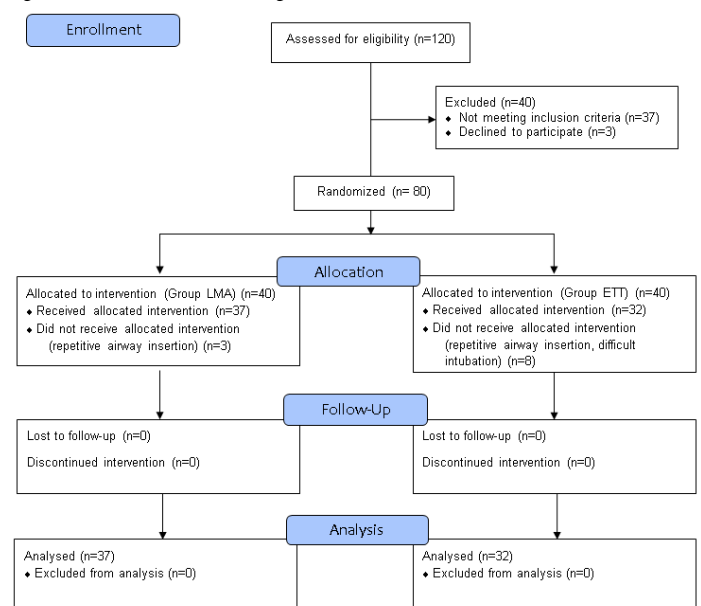 Enrollment
Assessed for eligibility (n=120)
Excluded (n=40)
♦ Not meeting inclusion criteria (n=37)
♦ Declined to participate (n=3)
Randomized (n= 80)
Allocation
Allocated to intervention (Group LMA) (n=40)
♦ Received allocated intervention (n=37)
♦ Did not receive allocated intervention
(repetitive airway insertion) (n=3)
Allocated to intervention (Group ETT) (n=40)
♦ Received allocated intervention (n=32)
♦ Did not receive allocated intervention
(repetitive airway insertion, difficult
intubation) (n=8)
Follow-Up
Lost to follow-up (n=0)
Discontinued intervention (n=0)
Lost to follow-up (n=0)
Discontinued intervention (n=0)
Analysis
Analysed (n=37)
♦ Excluded from analysis (n=0)
Analysed (n=32)
♦ Excluded from analysis (n=0)